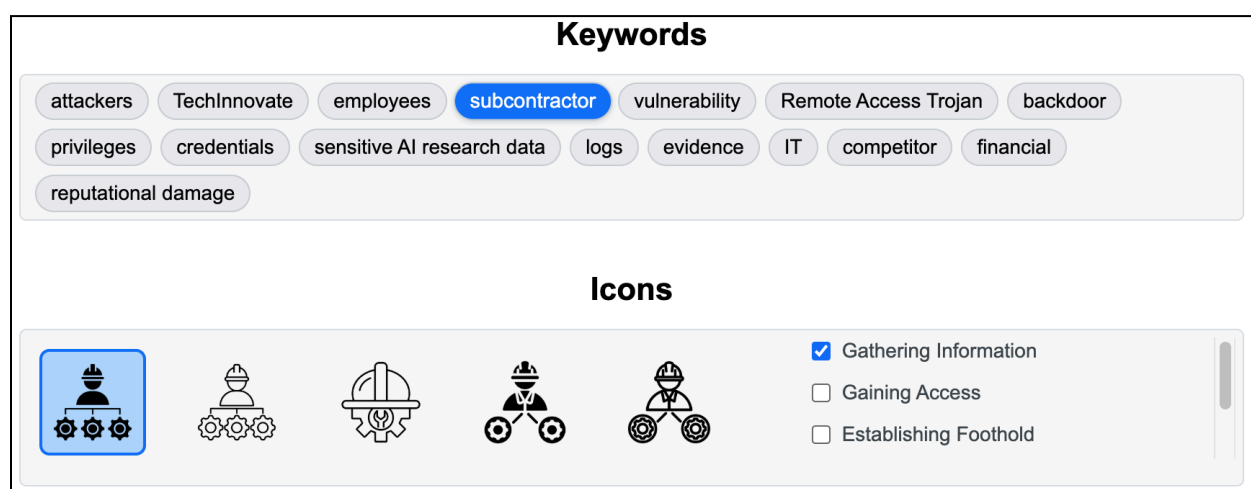 Keywords
attackers TechInnovate employees subcontractor vulnerability Remote Access Trojan backdoor
privileges credentials sensitive AI research data logs evidence IT competitor financial
reputational damage
Icons
Gathering Information
Gaining Access
Establishing Foothold